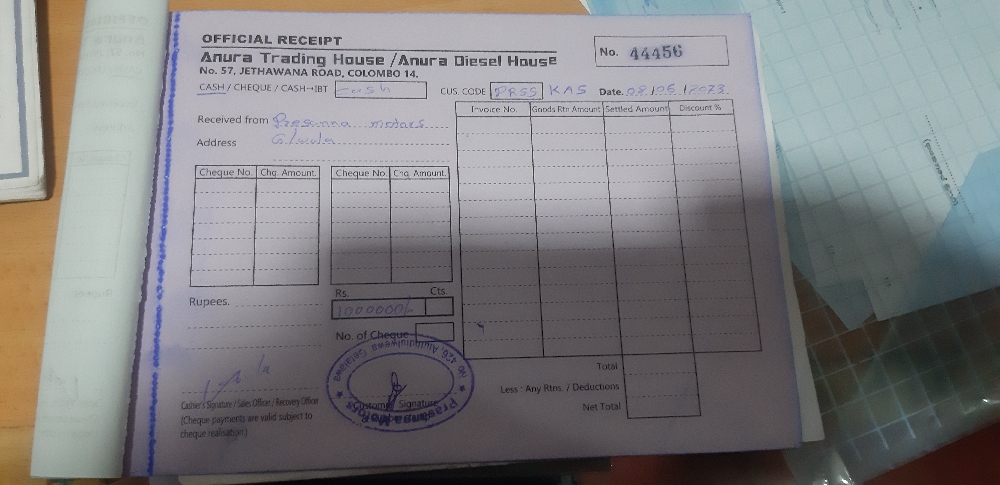 OFFICIAL RECEIPT
No. 44456
Anura Trading House /Anura Diesel House
No. 57, JETHAWANA ROAD, COLOMBO 14.
CASH / CHEQUE / CASH→IBT cash CUS. CODE PRSS KAS Date. 08/05/2023
Received from Prasanna motors
Address
Invoice No. Goods Rtn Amount Settled Amount Discount %
Cheque No. Chq. Amount. Cheque No. Chq. Amount.
Rupees.
Rs. Cts.
No. of Cheque
Total
Less : Any Rtns. / Deductions
Net Total
Cashier's Signature / Sales Officer / Recovery Officer
(Cheque payments are valid subject to
cheque realisation.)
Customer Signature
Prasanna Motors